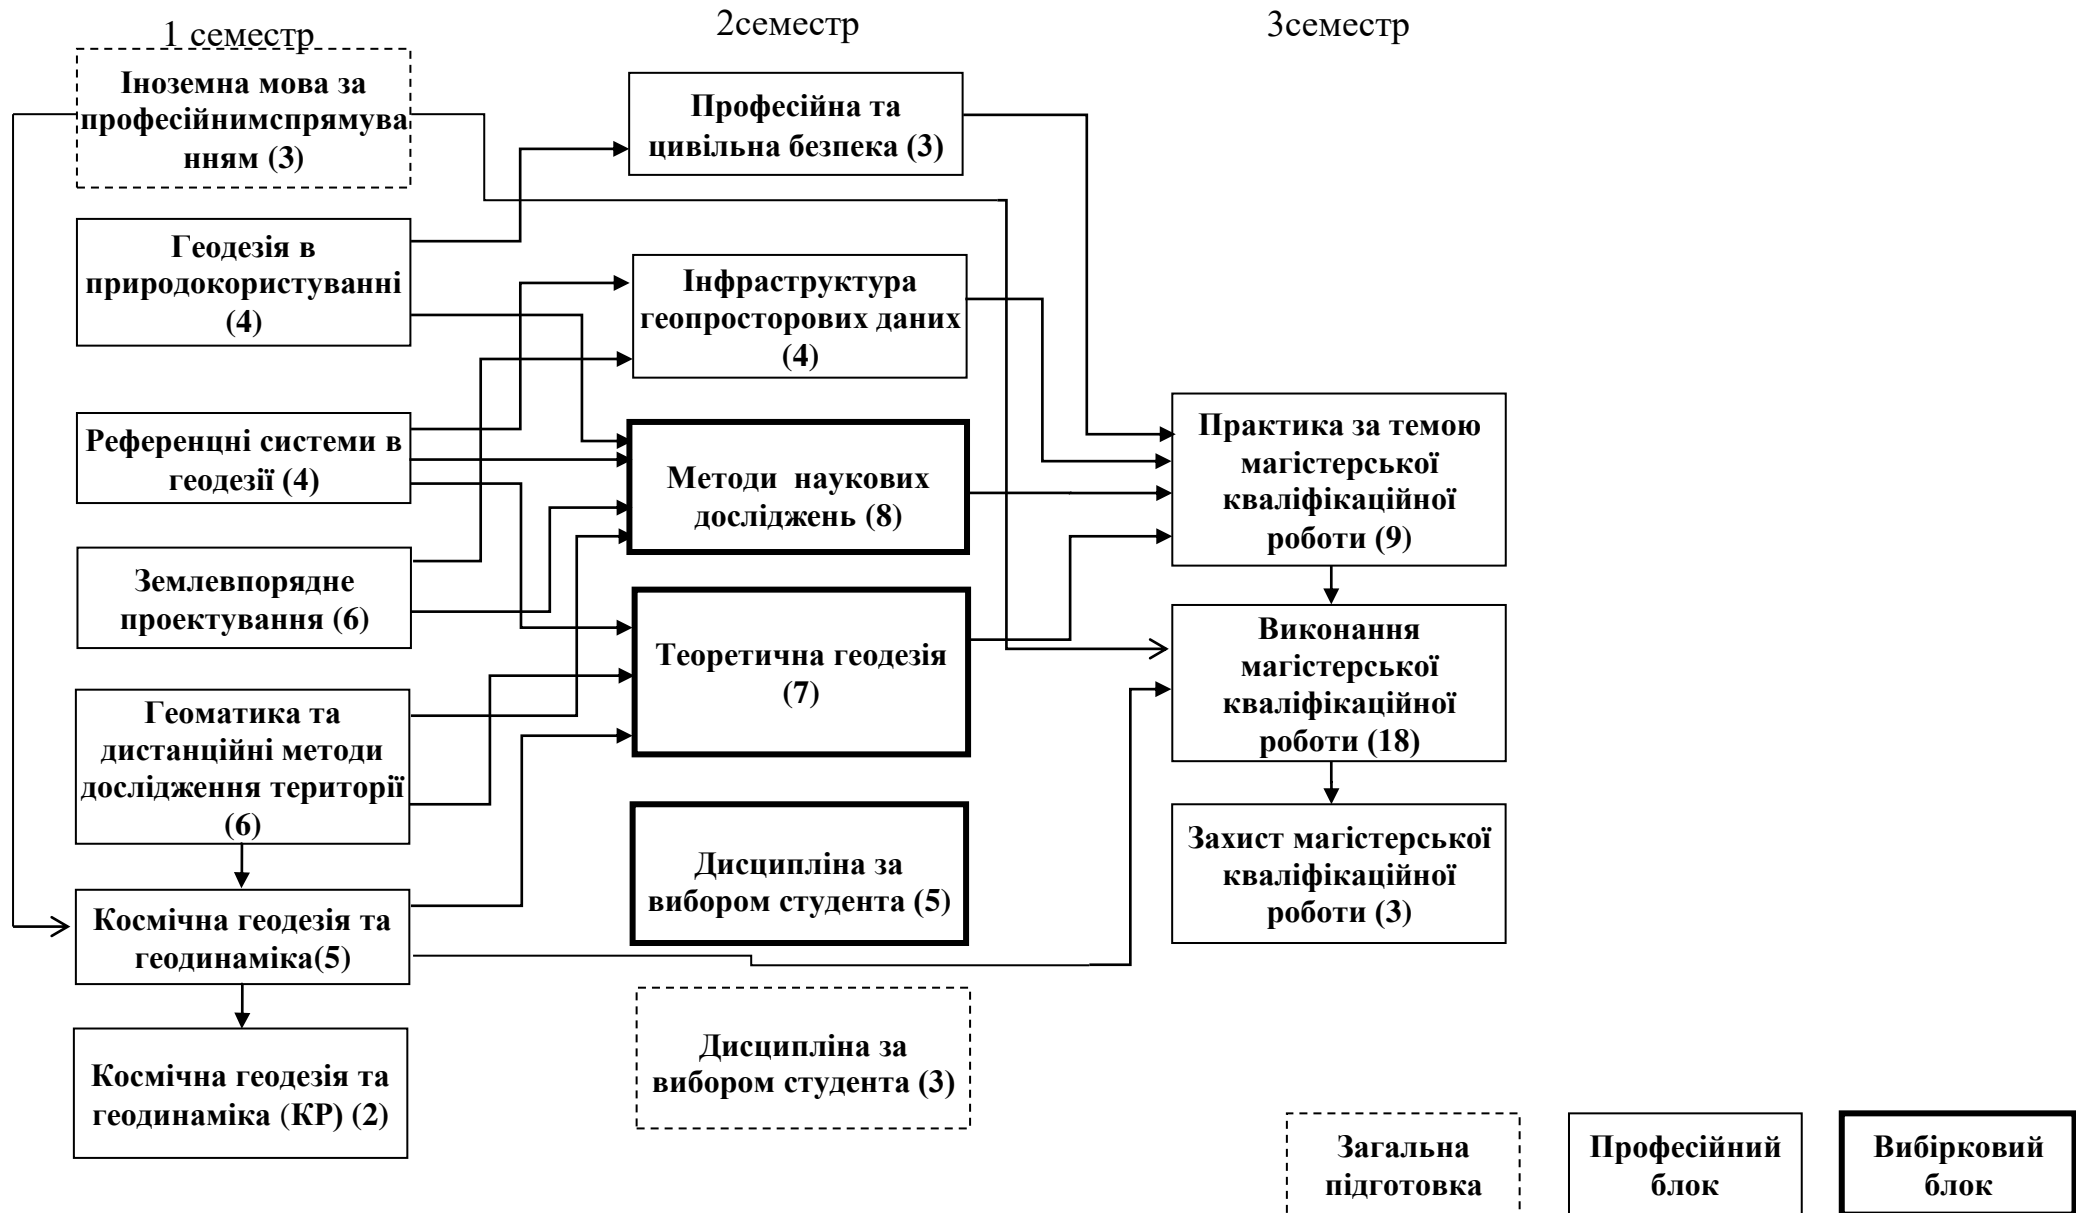 1 семестр
Іноземна мова за
професійнимспрямува
нням (3)
Геодезія в
природокористуванні
(4)
Референцні системи в
геодезії (4)
Землевпорядне
проектування (6)
Геоматика та
дистанційні методи
дослідження території
(6)
Космічна геодезія та
геодинаміка(5)
Космічна геодезія та
геодинаміка (КР) (2)
2семестр
Професійна та
цивільна безпека (3)
Інфраструктура
геопросторових даних
(4)
Методи наукових
досліджень (8)
Теоретична геодезія
(7)
Дисципліна за
вибором студента (5)
Дисципліна за
вибором студента (3)
3семестр
Практика за темою
магістерської
кваліфікаційної
роботи (9)
Виконання
магістерської
кваліфікаційної
роботи (18)
Захист магістерської
кваліфікаційної
роботи (3)
Загальна
підготовка
Професійний
блок
Вибірковий
блок